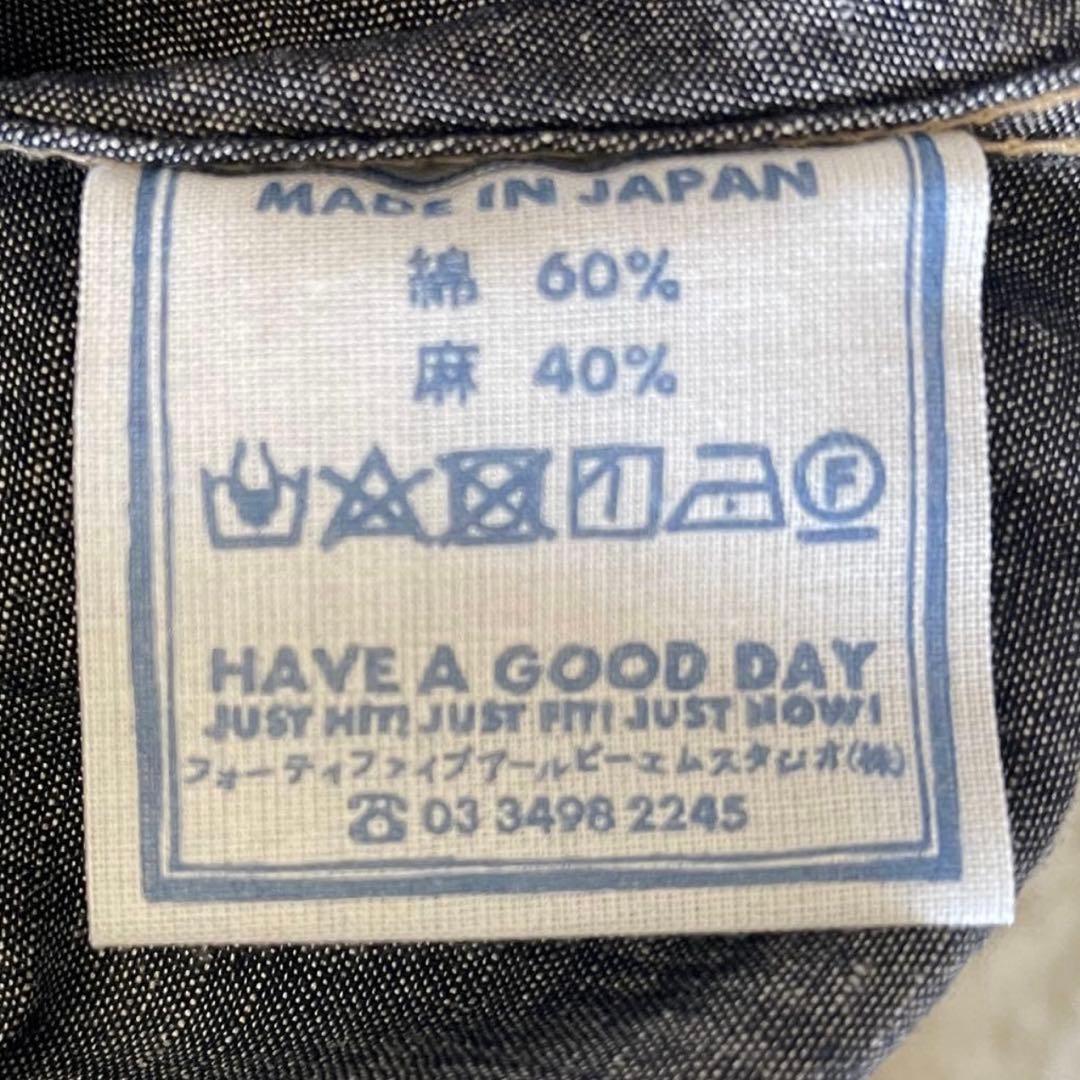 MADE IN JAPAN
綿 60%
麻 40%
F
HAVE A GOOD DAY
JUST HIT! JUST FIT! JUST NOW!
フォーティファイブアールピーエムスタジオ(株)
☎ 03 3498 2245